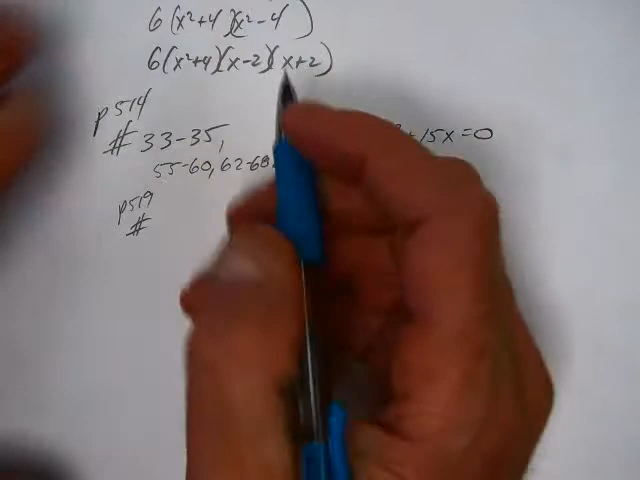 6(x²+4)(x²-4)
6(x²+4)(x-2)(x+2)
p514
# 33-35,
+15x=0
55-60, 62-68
p519
#